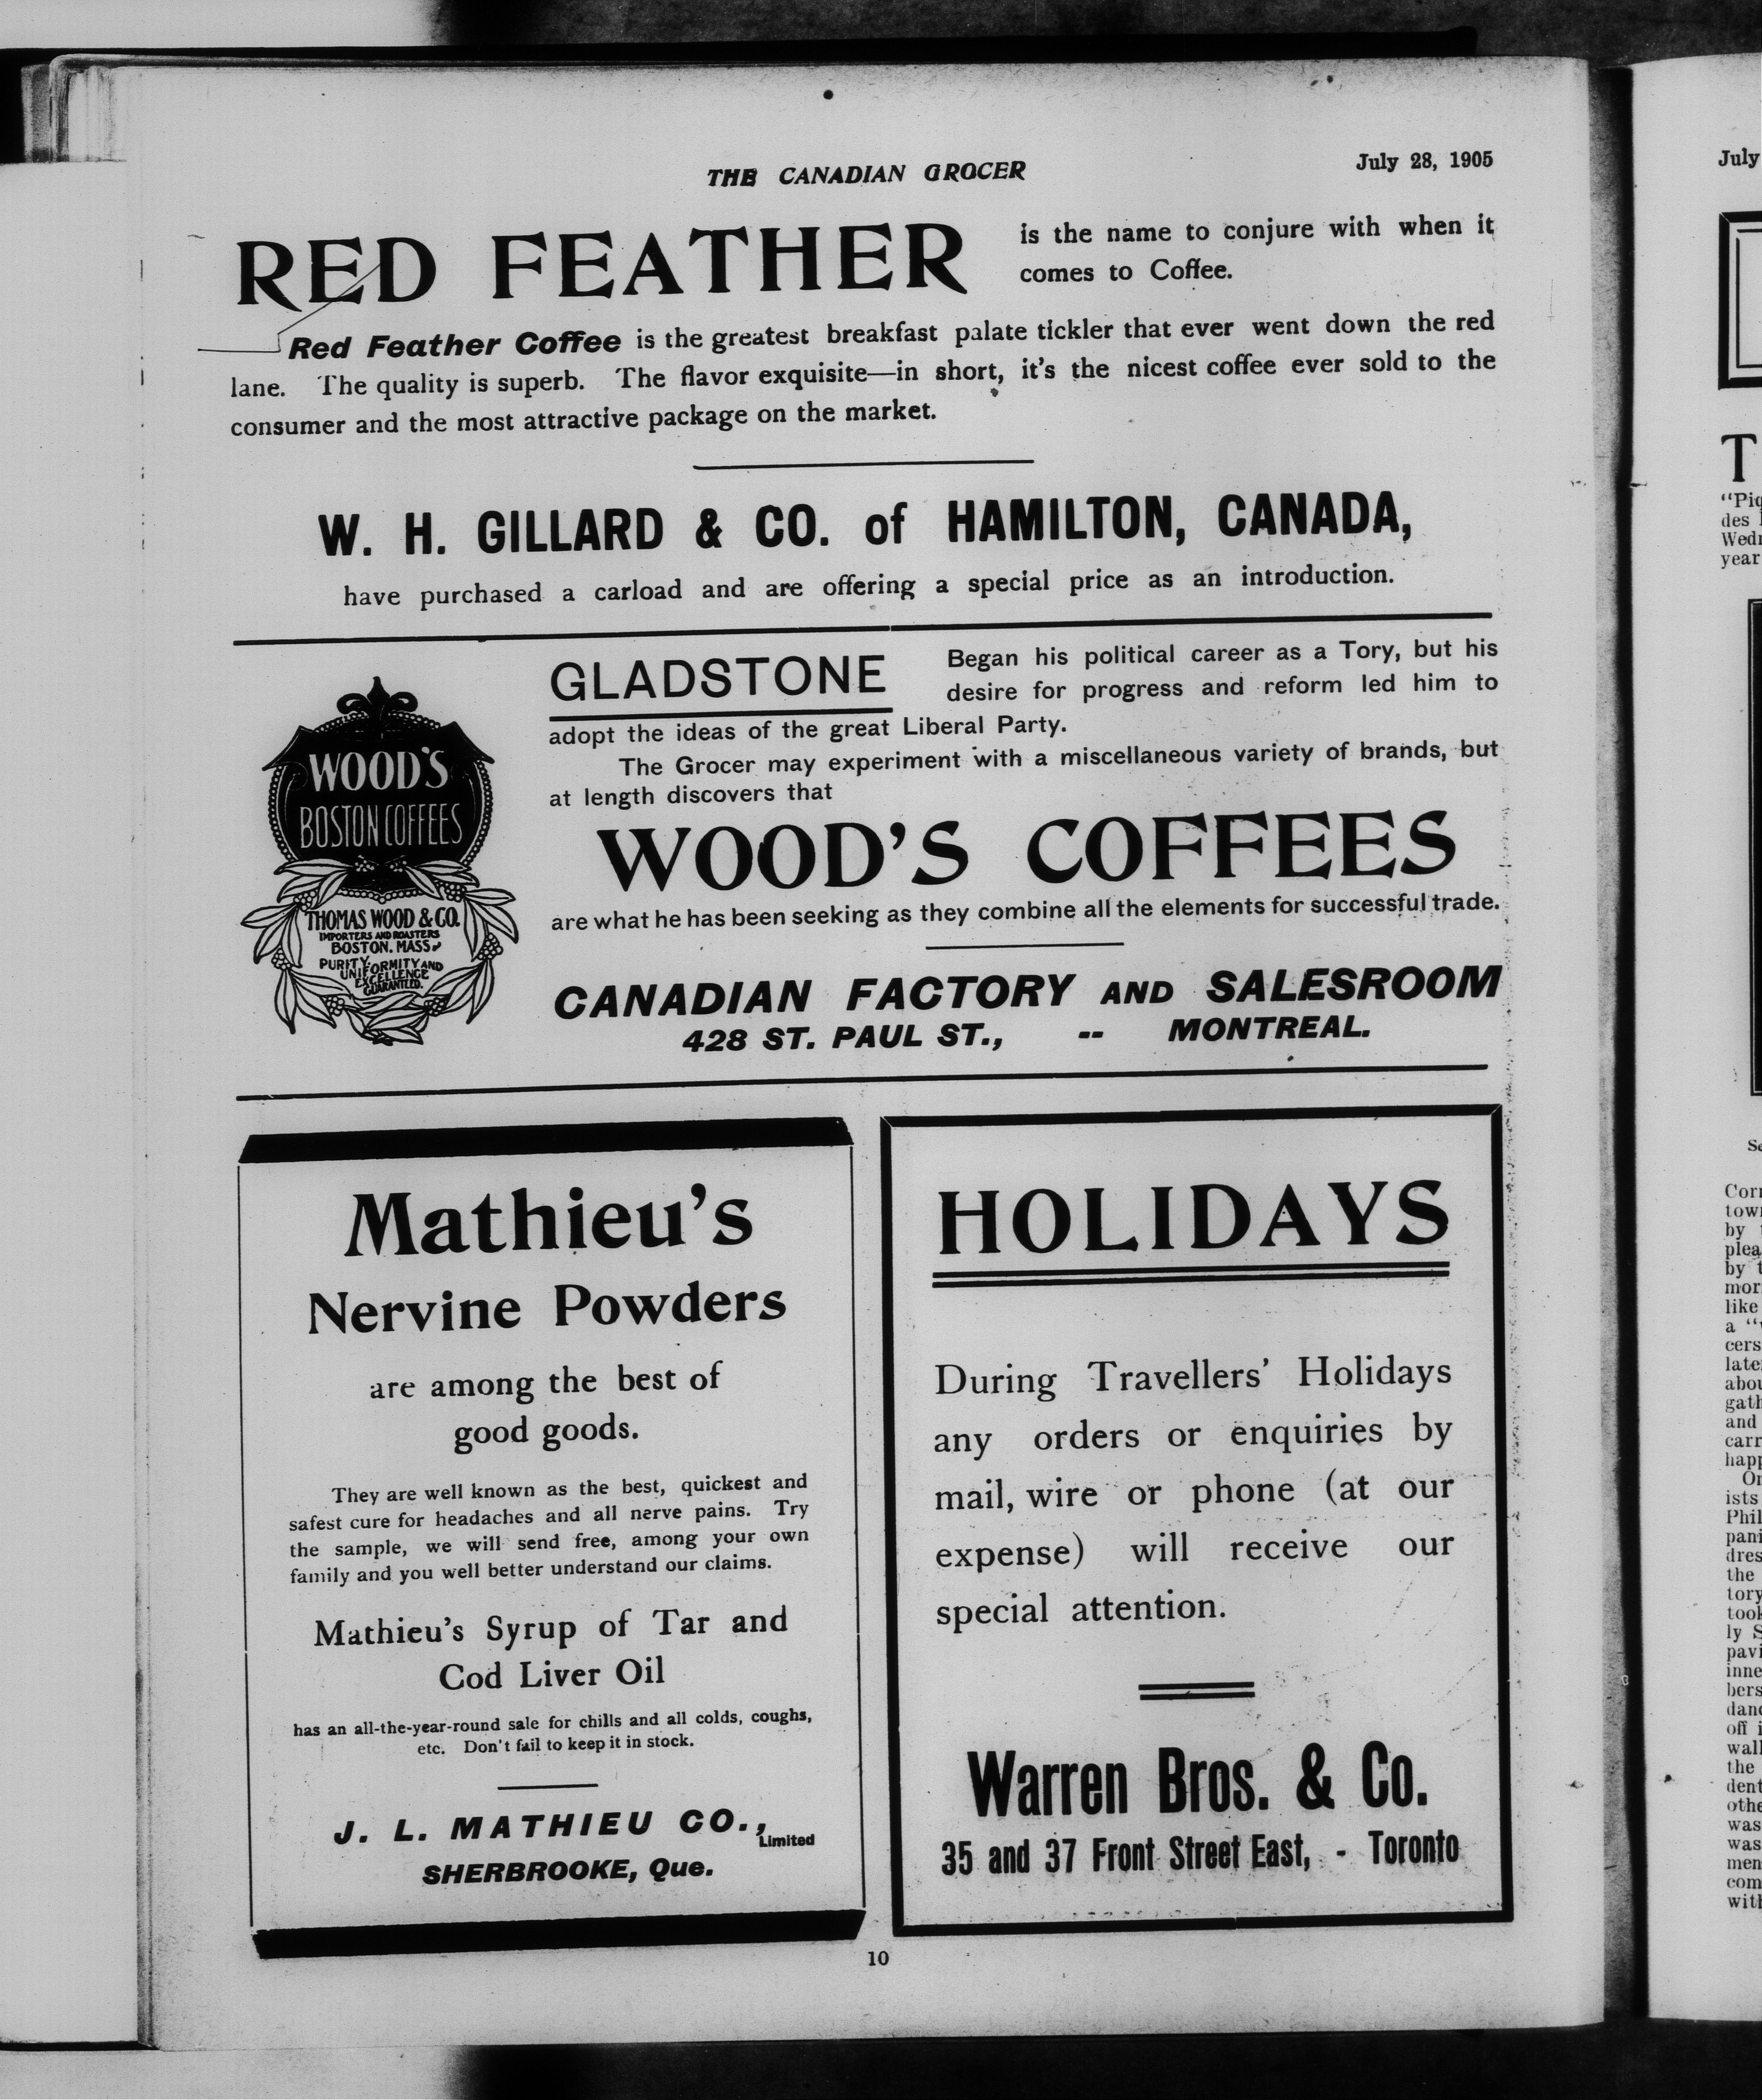 THE CANADIAN GROCER
July 28, 1905
RED FEATHER
is the name to conjure with when it
comes to Coffee.
Red Feather Coffee is the greatest breakfast palate tickler that ever went down the red
lane. The quality is superb. The flavor exquisite—in short, it's the nicest coffee ever sold to the
consumer and the most attractive package on the market.
W. H. GILLARD & CO. of HAMILTON, CANADA,
have purchased a carload and are offering a special price as an introduction.
WOOD'S
BOSTON COFFEES
THOMAS WOOD & CO.
IMPORTERS AND ROASTERS
BOSTON. MASS.
PURITY
UNIFORMITY AND
EXCELLENCE
GUARANTEED.
GLADSTONE
Began his political career as a Tory, but his
desire for progress and reform led him to
adopt the ideas of the great Liberal Party.
The Grocer may experiment with a miscellaneous variety of brands, but
at length discovers that
WOOD'S COFFEES
are what he has been seeking as they combine all the elements for successful trade.
CANADIAN FACTORY AND SALESROOM
428 ST. PAUL ST., -- MONTREAL.
Mathieu's
Nervine Powders
are among the best of
good goods.
They are well known as the best, quickest and
safest cure for headaches and all nerve pains. Try
the sample, we will send free, among your own
family and you well better understand our claims.
Mathieu's Syrup of Tar and
Cod Liver Oil
has an all-the-year-round sale for chills and all colds, coughs,
etc. Don't fail to keep it in stock.
J. L. MATHIEU CO., Limited
SHERBROOKE, Que.
HOLIDAYS
During Travellers' Holidays
any orders or enquiries by
mail, wire or phone (at our
expense) will receive our
special attention.
Warren Bros. & Co.
35 and 37 Front Street East, - Toronto
10
July